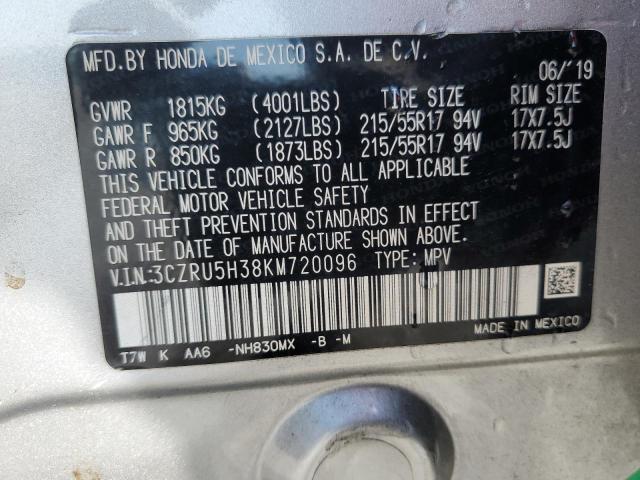 MFD.BY HONDA DE MEXICO S.A. DE C.V.
06/'19
GVWR 1815KG (4001LBS) TIRE SIZE RIM SIZE
GAWR F 965KG (2127LBS) 215/55R17 94V 17X7.5J
GAWR R 850KG (1873LBS) 215/55R17 94V 17X7.5J
THIS VEHICLE CONFORMS TO ALL APPLICABLE
FEDERAL MOTOR VEHICLE SAFETY
AND THEFT PREVENTION STANDARDS IN EFFECT
ON THE DATE OF MANUFACTURE SHOWN ABOVE.
V.I.N.:3CZRU5H38KM720096 TYPE: MPV
T7W K AA6 -NH830MX -B -M
MADE IN MEXICO